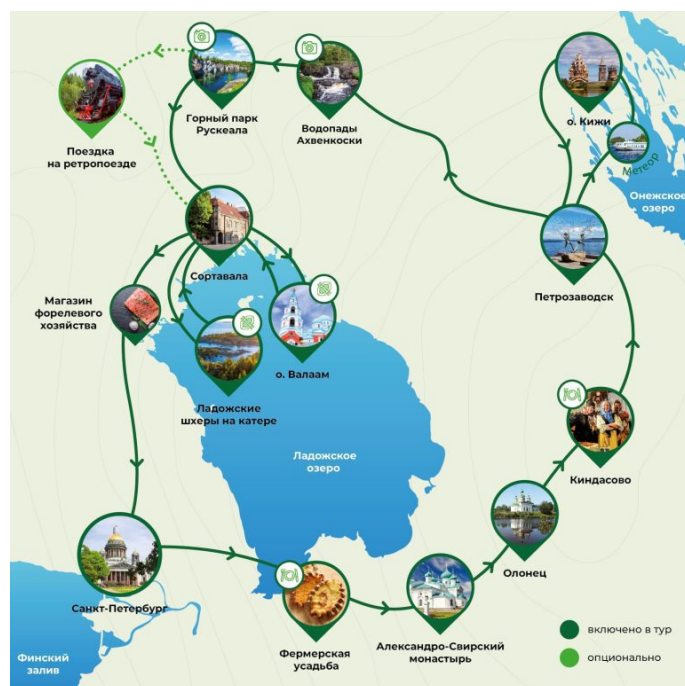 Горный парк
Рускеала
Водопады
Ахвенкоски
о. Кижи
Метеор
Поездка
на ретропоезде
Онежское
озеро
Сортавала
Петрозаводск
Магазин
форелевого
хозяйства
о. Валаам
Ладожские
шхеры на катере
Ладожское
озеро
Киндасово
Олонец
Санкт-Петербург
Фермерская
усадьба
Александро-Свирский
монастырь
включено в тур
опционально
Финский
залив